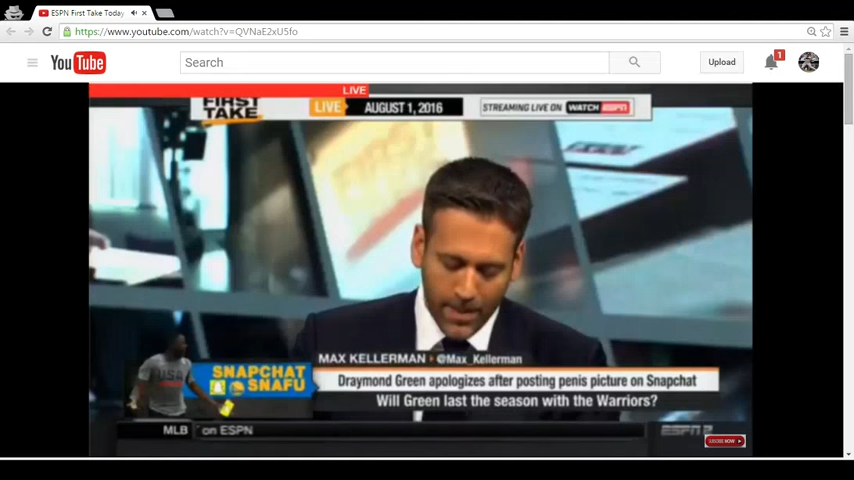 ESPN First Take Today
https://www.youtube.com/watch?v=QVNaE2xU5fo
YouTube
Search
Upload
1
LIVE
FIRST TAKE
LIVE
AUGUST 1, 2016
STREAMING LIVE ON WATCH ESPN
MAX KELLERMAN @Max_Kellerman
SNAPCHAT
SNAFU
Draymond Green apologizes after posting penis picture on Snapchat
Will Green last the season with the Warriors?
USA
MLB on ESPN
ESPN2
SUBSCRIBE NOW